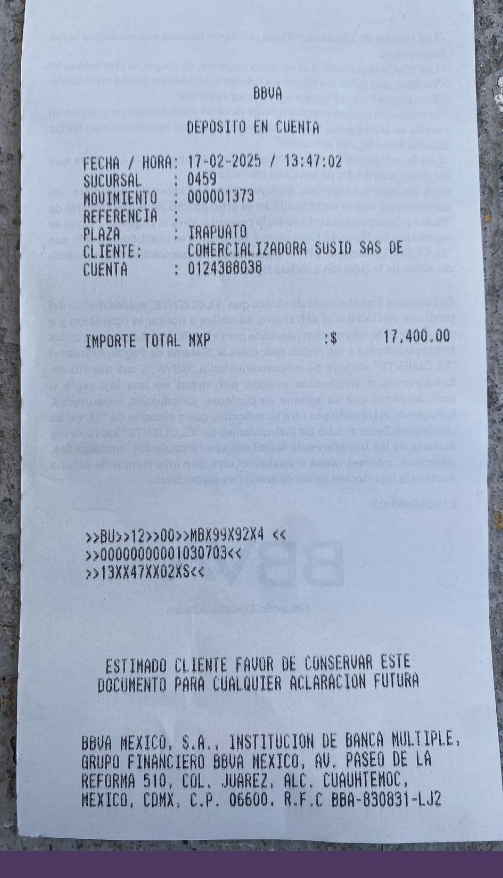 BBVA
DEPOSITO EN CUENTA
FECHA / HORA: 17-02-2025 / 13:47:02
SUCURSAL : 0459
MOVIMIENTO : 000001373
REFERENCIA :
PLAZA : IRAPUATO
CLIENTE: COMERCIALIZADORA SUSID SAS DE
CUENTA : 0124388038
IMPORTE TOTAL MXP :$ 17,400.00
>>BU>>12>>00>>MBX99X92X4 <<
>>00000000001030703<<
>>13XX47XX02XS<<
ESTIMADO CLIENTE FAVOR DE CONSERVAR ESTE
DOCUMENTO PARA CUALQUIER ACLARACION FUTURA
BBVA MEXICO, S.A., INSTITUCION DE BANCA MULTIPLE,
GRUPO FINANCIERO BBVA MEXICO, AV. PASEO DE LA
REFORMA 510, COL. JUAREZ, ALC. CUAUHTEMOC,
MEXICO, CDMX, C.P. 06600. R.F.C BBA-830831-LJ2